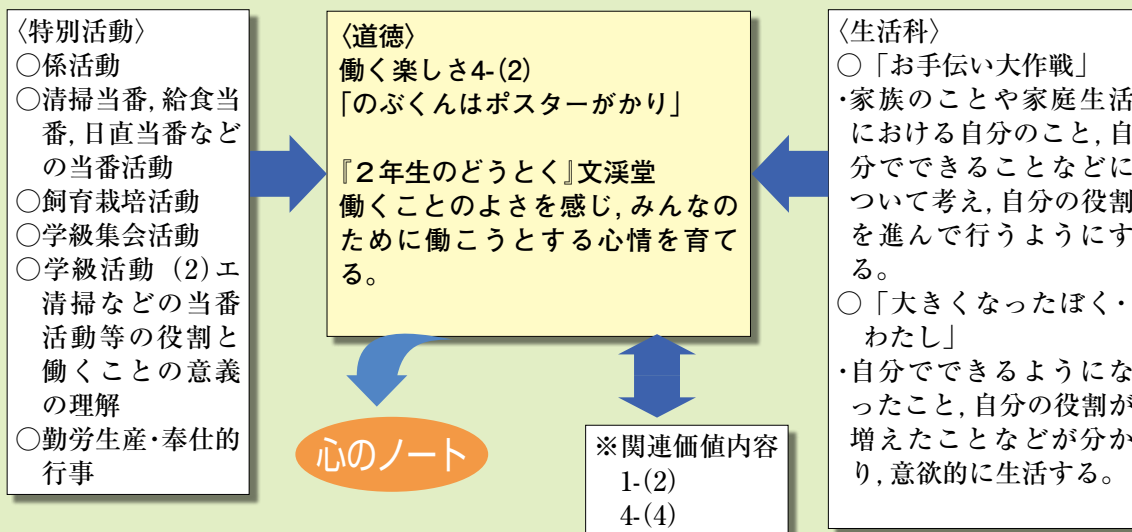 〈特別活動〉
○係活動
○清掃当番,給食当
番,日直当番など
の当番活動
○飼育栽培活動
○学級集会活動
○学級活動 (2)エ
清掃などの当番
活動等の役割と
働くことの意義
の理解
○勤労生産・奉仕的
行事
〈道徳〉
働く楽しさ4-(2)
「のぶくんはポスターがかり」
『2年生のどうとく』文渓堂
働くことのよさを感じ,みんなの
ために働こうとする心情を育て
る。
心のノート
※関連価値内容
1-(2)
4-(4)
〈生活科〉
○「お手伝い大作戦」
・家族のことや家庭生活
における自分のこと,自
分でできることなどに
ついて考え,自分の役割
を進んで行うようにす
る。
○「大きくなったぼく・
わたし」
・自分でできるようにな
ったこと,自分の役割が
増えたことなどが分か
り,意欲的に生活する。